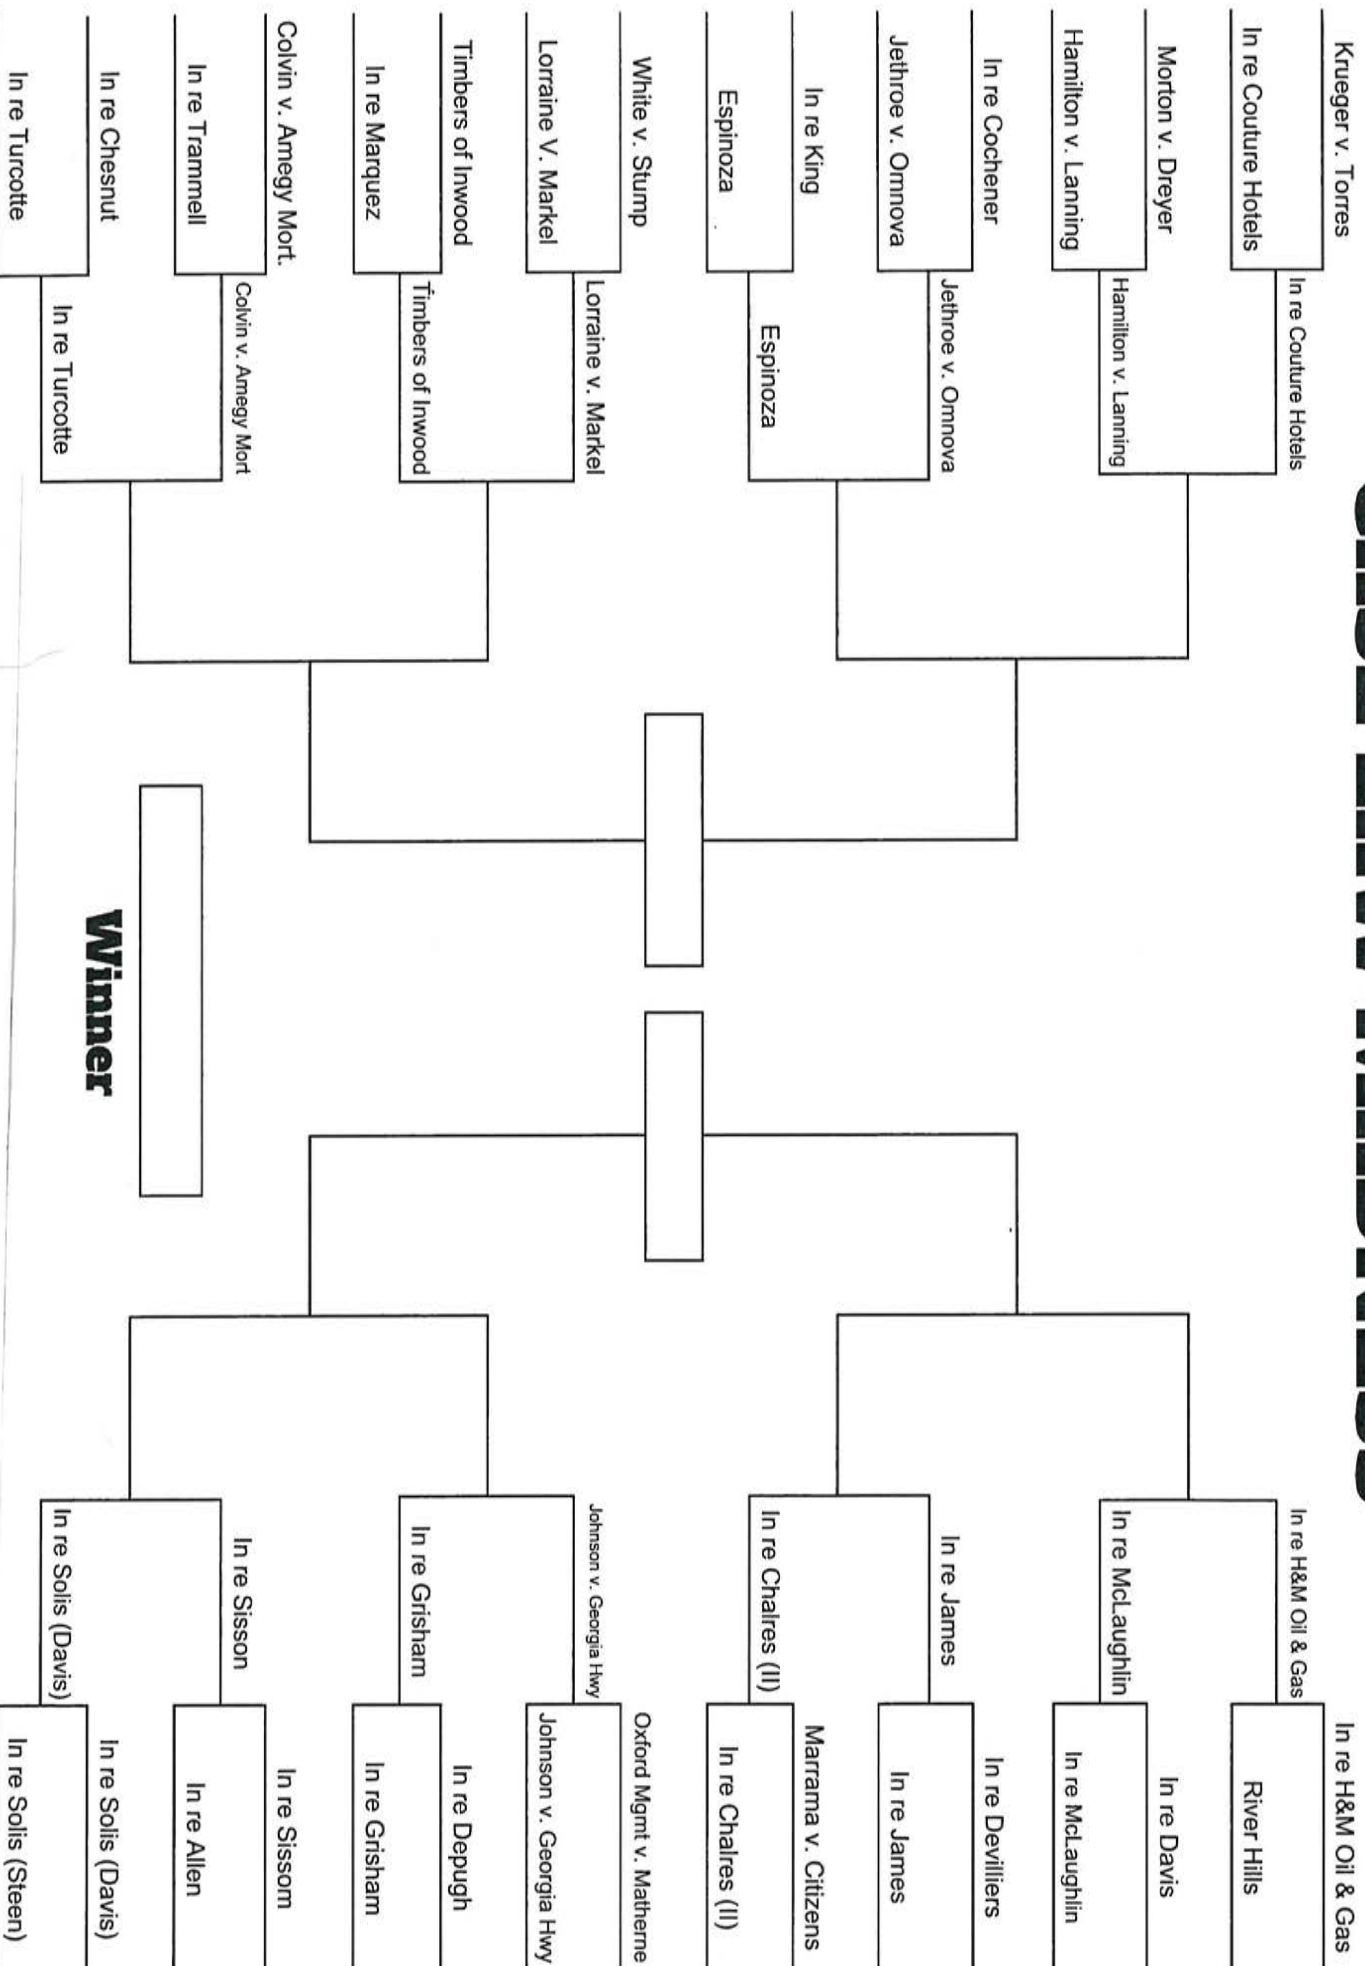 Krueger v. Torres
In re Couture Hotels
Morton v. Dreyer
Hamilton v. Lanning
In re Cochener
Jethroe v. Omnova
In re King
Espinoza
White v. Stump
Lorraine V. Markel
Timbers of Inwood
In re Marquez
Colvin v. Amegy Mort.
In re Trammell
In re Chesnut
In re Turcotte
In re Couture Hotels
Hamilton v. Lanning
Jethroe v. Omnova
Espinoza
Lorraine v. Markel
Timbers of Inwood
Colvin v. Amegy Mort
In re Turcotte
Winner
In re H&M Oil & Gas
In re McLaughlin
In re James
In re Chalres (II)
Johnson v. Georgia Hwy
In re Grisham
In re Sisson
In re Solis (Davis)
In re H&M Oil & Gas
River Hills
In re Davis
In re McLaughlin
In re Devilliers
In re James
Marrama v. Citizens
In re Chalres (II)
Oxford Mgmt v. Matherne
Johnson v. Georgia Hwy
In re Depugh
In re Grisham
In re Sissom
In re Allen
In re Solis (Davis)
In re Solis (Steen)